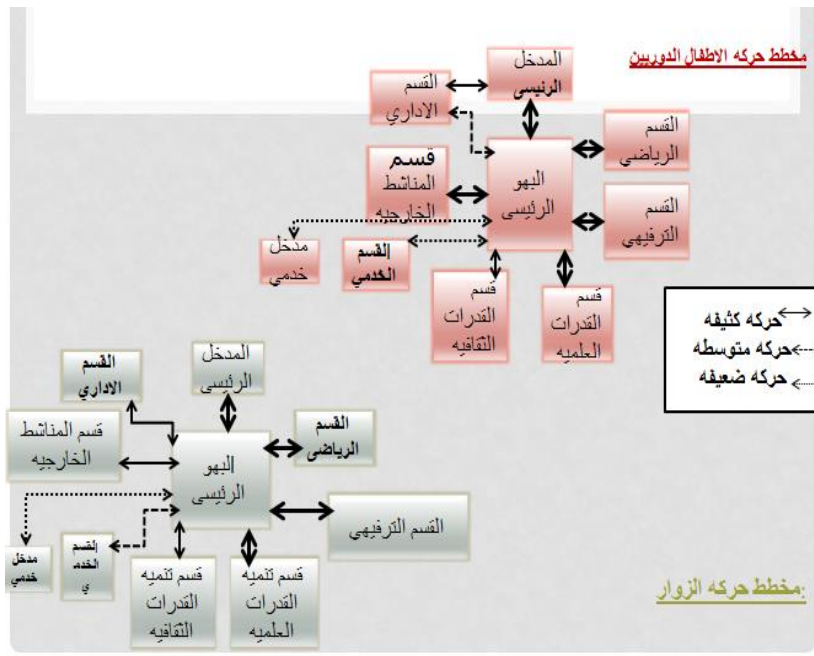 مخطط حركه الاطفال الدوريين
المدخل
الرئيسى
القسم
الاداري
القسم
الرياضي
قسم
المناشط
الخارجيه
البهو
الرئيسى
القسم
الترفيهي
مدخل
خدمي
القسم
الخدمي
قسم
القدرات
الثقافيه
قسم
القدرات
العلميه
حركه كثيفه
حركه متوسطه
حركه ضعيفه
القسم
الاداري
المدخل
الرئيسى
القسم
الرياضى
قسم المناشط
الخارجيه
البهو
الرئيسى
القسم الترفيهي
مدخل
خدمي
القسم
الخدم
ي
قسم تنميه
القدرات
الثقافيه
قسم تنميه
القدرات
العلميه
مخطط حركه الزوار: